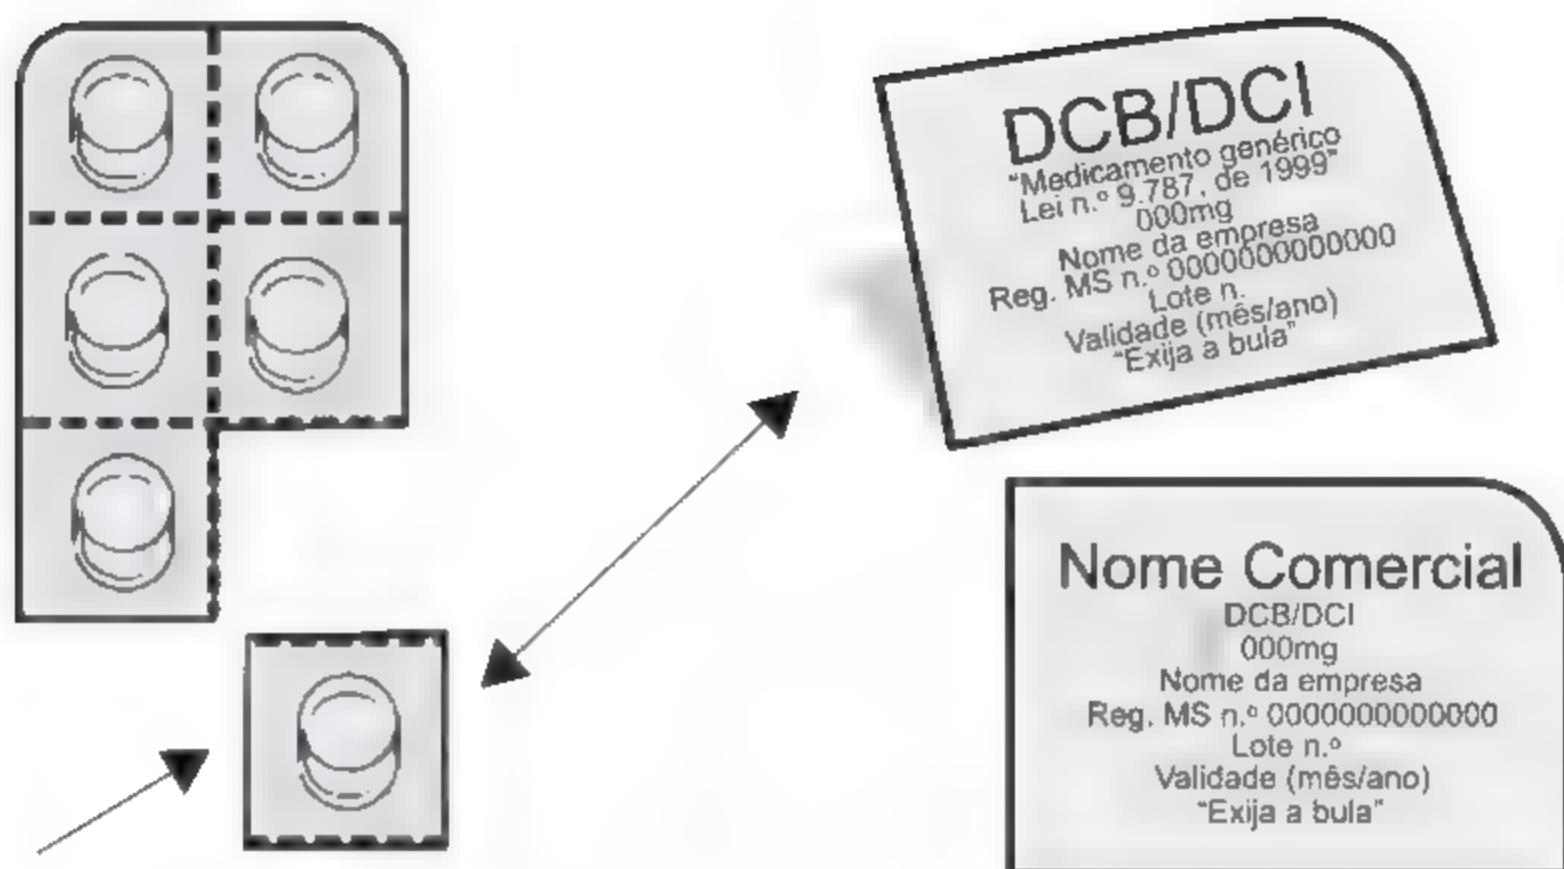 DCB/DCI
"Medicamento genérico
Lei n.º 9.787, de 1999"
000mg
Nome da empresa
Reg. MS n.º 0000000000000
Lote n.
Validade (mês/ano)
"Exija a bula"
Nome Comercial
DCB/DCI
000mg
Nome da empresa
Reg. MS n.º 0000000000000
Lote n.º
Validade (mês/ano)
"Exija a bula"